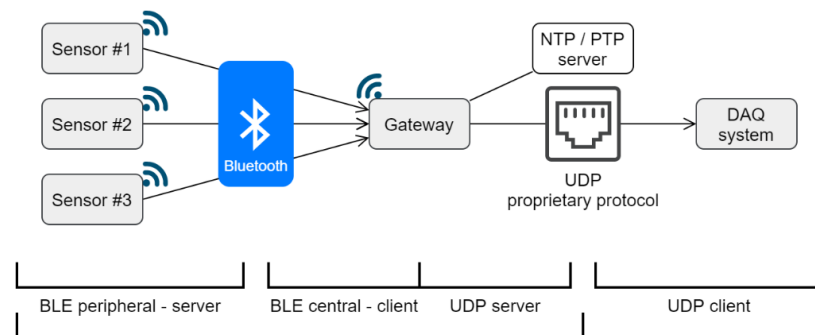 Sensor #1
Sensor #2
Sensor #3
Bluetooth
Gateway
NTP / PTP
server
UDP
proprietary protocol
DAQ
system
BLE peripheral - server
BLE central - client
UDP server
UDP client